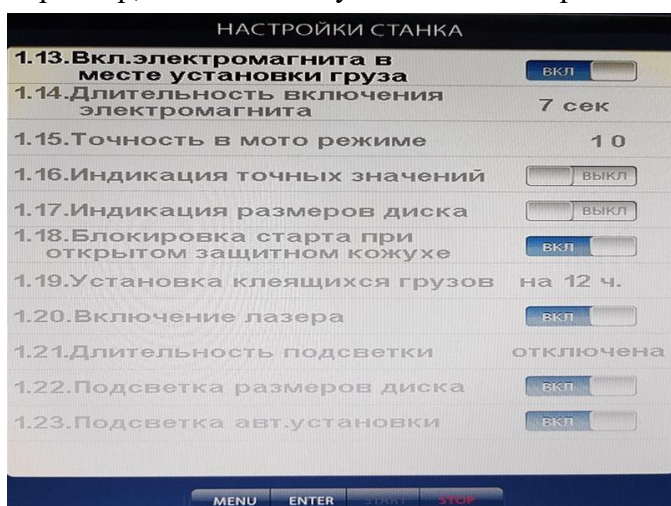 НАСТРОЙКИ СТАНКА
1.13.Вкл.электромагнита в
месте установки груза
ВКЛ
1.14.Длительность включения
электромагнита
7 сек
1.15.Точность в мото режиме
1 0
1.16.Индикация точных значений
ВЫКЛ
1.17.Индикация размеров диска
ВЫКЛ
1.18.Блокировка старта при
открытом защитном кожухе
ВКЛ
1.19.Установка клеящихся грузов
на 12 ч.
1.20.Включение лазера
ВКЛ
1.21.Длительность подсветки
отключена
1.22.Подсветка размеров диска
ВКЛ
1.23.Подсветка авт.установки
ВКЛ
MENU ENTER START STOP